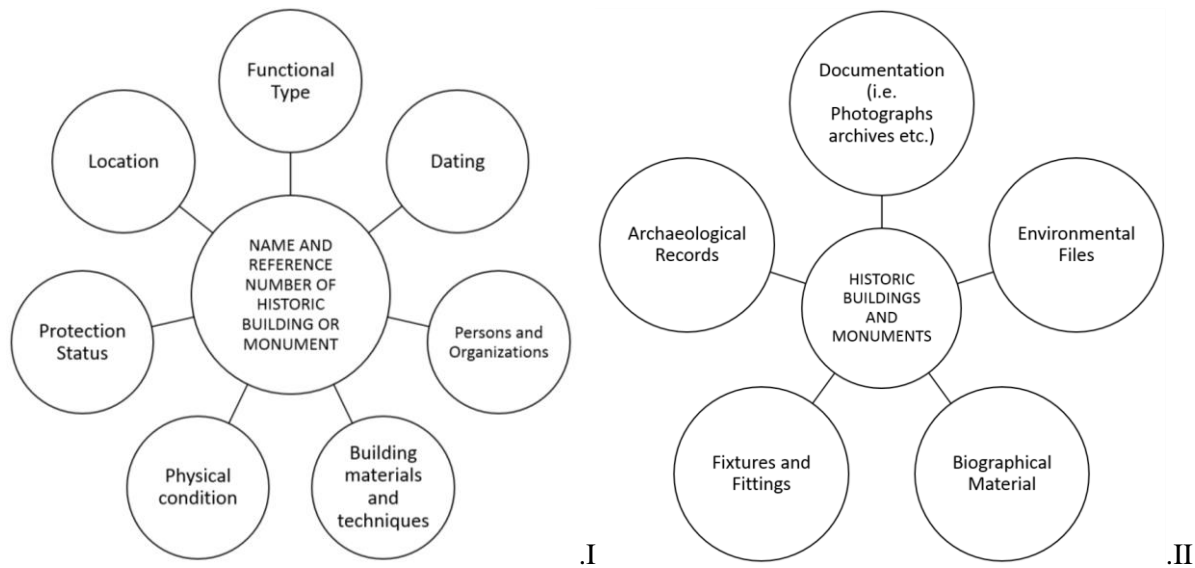 Functional
Type
Location
Dating
NAME AND
REFERENCE
NUMBER OF
HISTORIC
BUILDING OR
MONUMENT
Protection
Status
Persons and
Organizations
Physical
condition
Building
materials
and
techniques
.I
Documentation
(i.e.
Photographs
archives etc.)
Archaeological
Records
Environmental
Files
HISTORIC
BUILDINGS
AND
MONUMENTS
Fixtures and
Fittings
Biographical
Material
.II